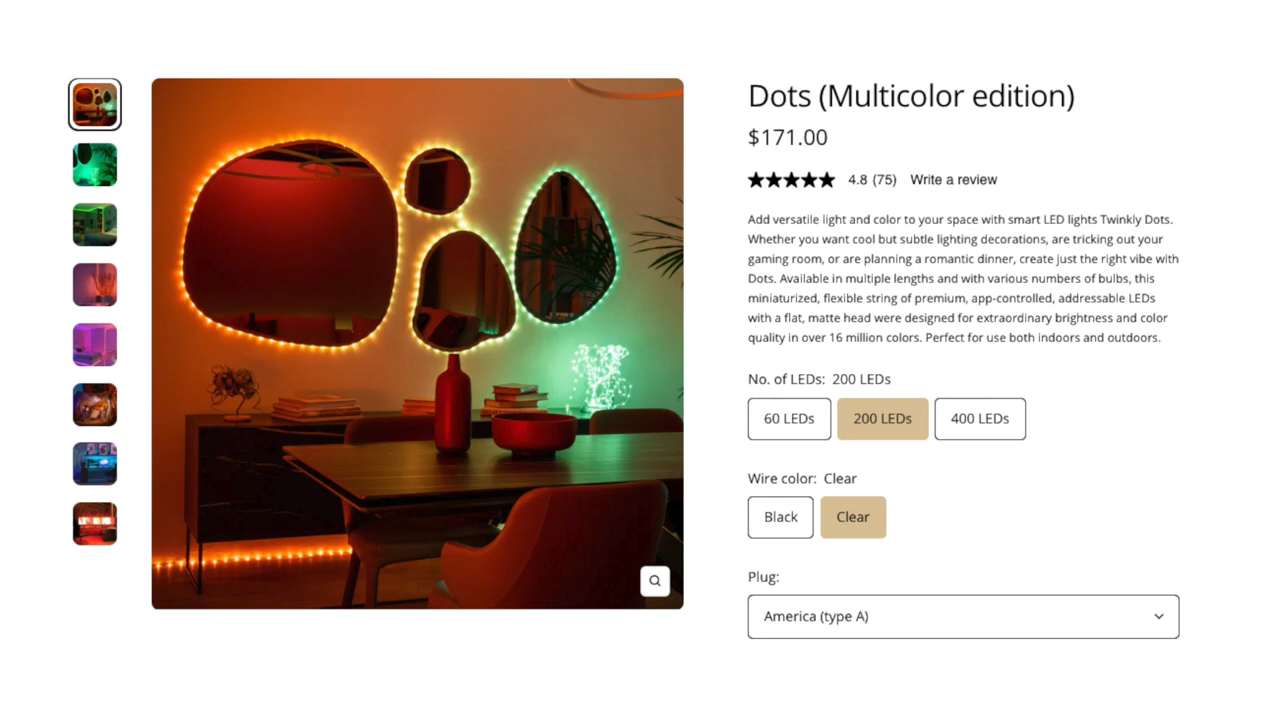 Dots (Multicolor edition)
$171.00
4.8 (75) Write a review
Add versatile light and color to your space with smart LED lights Twinkly Dots.
Whether you want cool but subtle lighting decorations, are tricking out your
gaming room, or are planning a romantic dinner, create just the right vibe with
Dots. Available in multiple lengths and with various numbers of bulbs, this
miniaturized, flexible string of premium, app-controlled, addressable LEDs
with a flat, matte head were designed for extraordinary brightness and color
quality in over 16 million colors. Perfect for use both indoors and outdoors.
No. of LEDs: 200 LEDs
60 LEDs 200 LEDs 400 LEDs
Wire color: Clear
Black Clear
Plug:
America (type A)